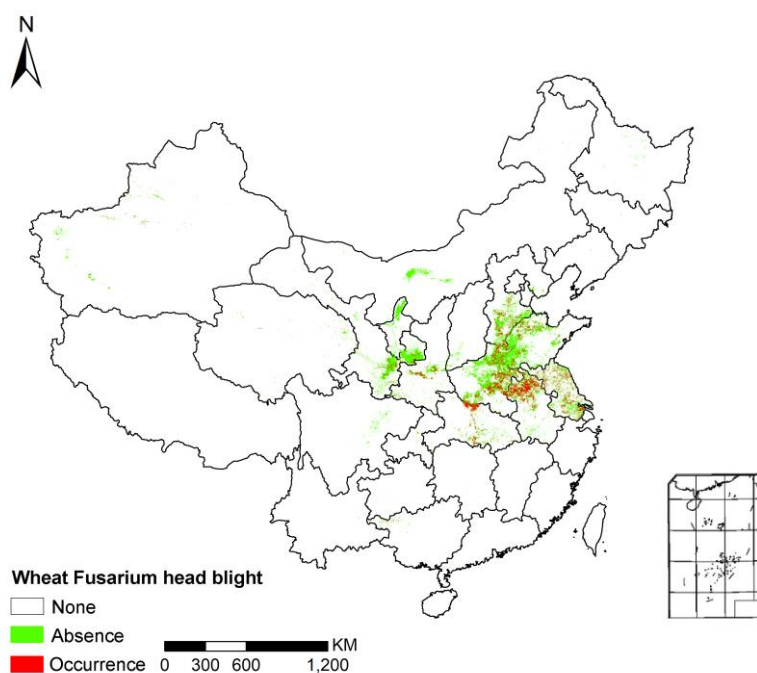 N
Wheat Fusarium head blight
None
Absence
Occurrence
KM
0 300 600 1,200